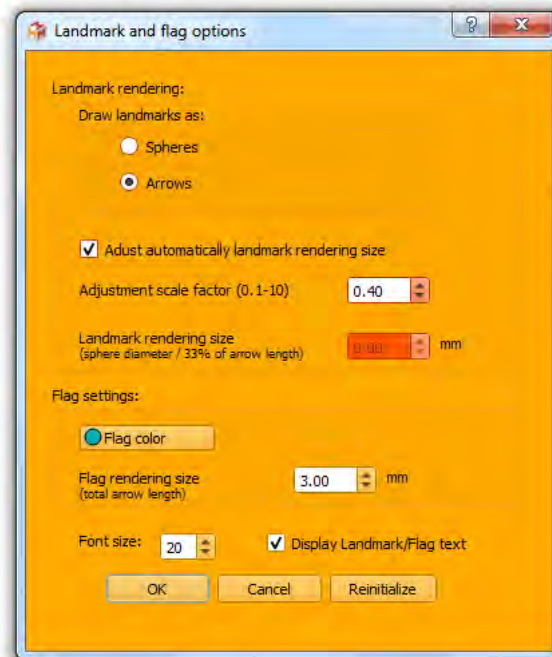 Landmark and flag options
Landmark rendering:
Draw landmarks as:
Spheres
Arrows
Adust automatically landmark rendering size
Adjustment scale factor (0.1-10)
0.40
Landmark rendering size
mm
(sphere diameter / 33% of arrow length)
Flag settings:
Flag color
Flag rendering size
3.00 mm
(total arrow length)
Font size:
20
Display Landmark/Flag text
OK
Cancel
Reinitialize